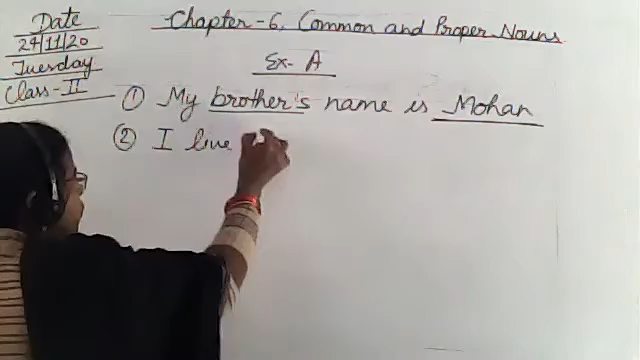 Date
24/11/20
Tuesday
Class-II
Chapter-6. Common and Proper Nouns
Ex- A
① My brother's name is Mohan
② I live